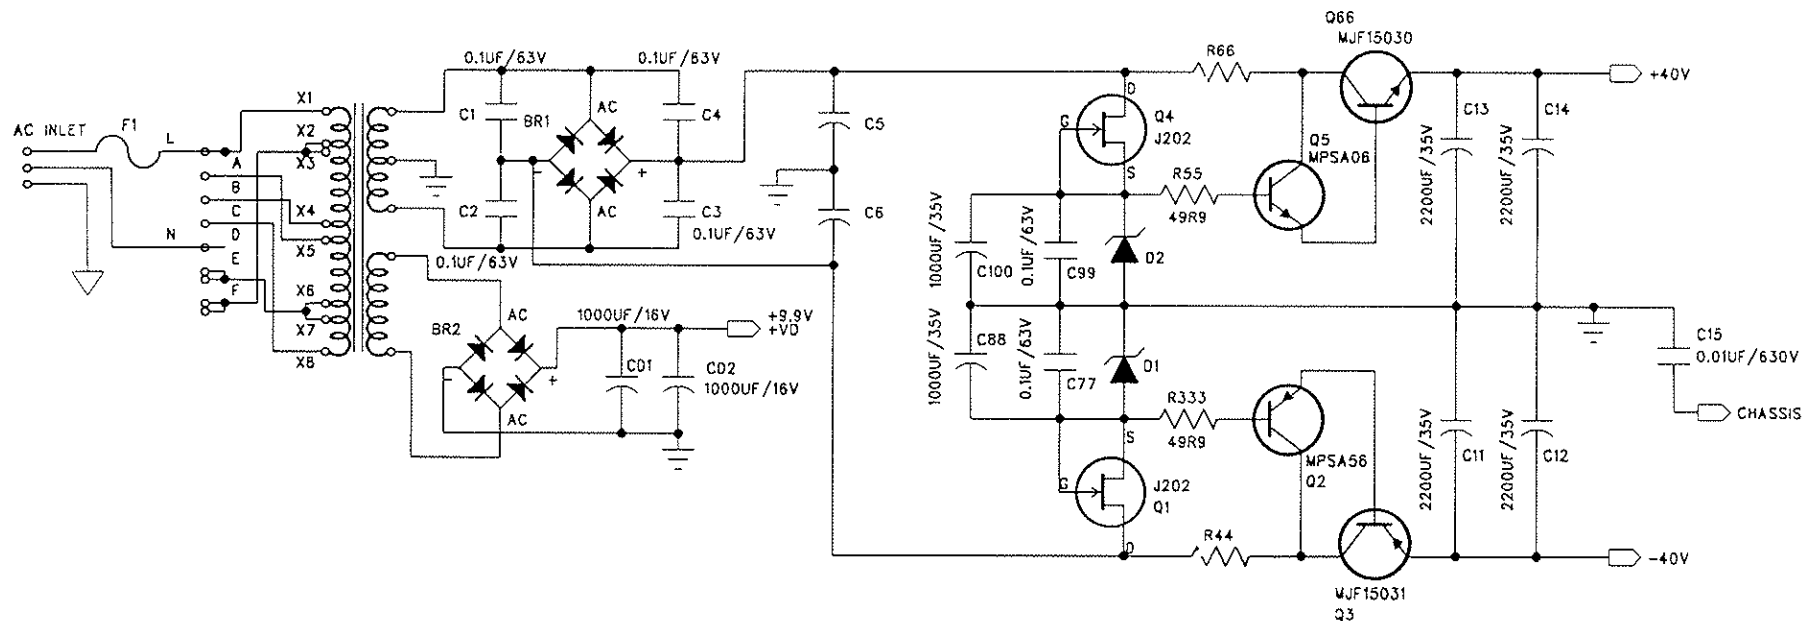 AC INLET
F1
L
A
B
C
N
D
E
F
X1
X2
X3
X4
X5
X6
X7
X8
0.1UF/63V
0.1UF/63V
C1
BR1
AC
C4
-
+
C2
AC
C3
0.1UF/63V
0.1UF/63V
1000UF/16V
+9.9V
+VD
BR2
AC
-
+
AC
CD1
CD2
1000UF/16V
C5
C6
D
G
Q4
J202
S
R66
Q66
MJF15030
Q5
MPSA06
R55
49R9
1000UF/35V
C100
0.1UF/63V
C99
D2
1000UF/35V
C88
0.1UF/63V
C77
D1
R333
49R9
S
G
J202
Q1
D
MPSA56
Q2
R44
MJF15031
Q3
C13
2200UF/35V
C14
2200UF/35V
C11
2200UF/35V
C12
2200UF/35V
+40V
-40V
C15
0.01UF/630V
CHASSIS